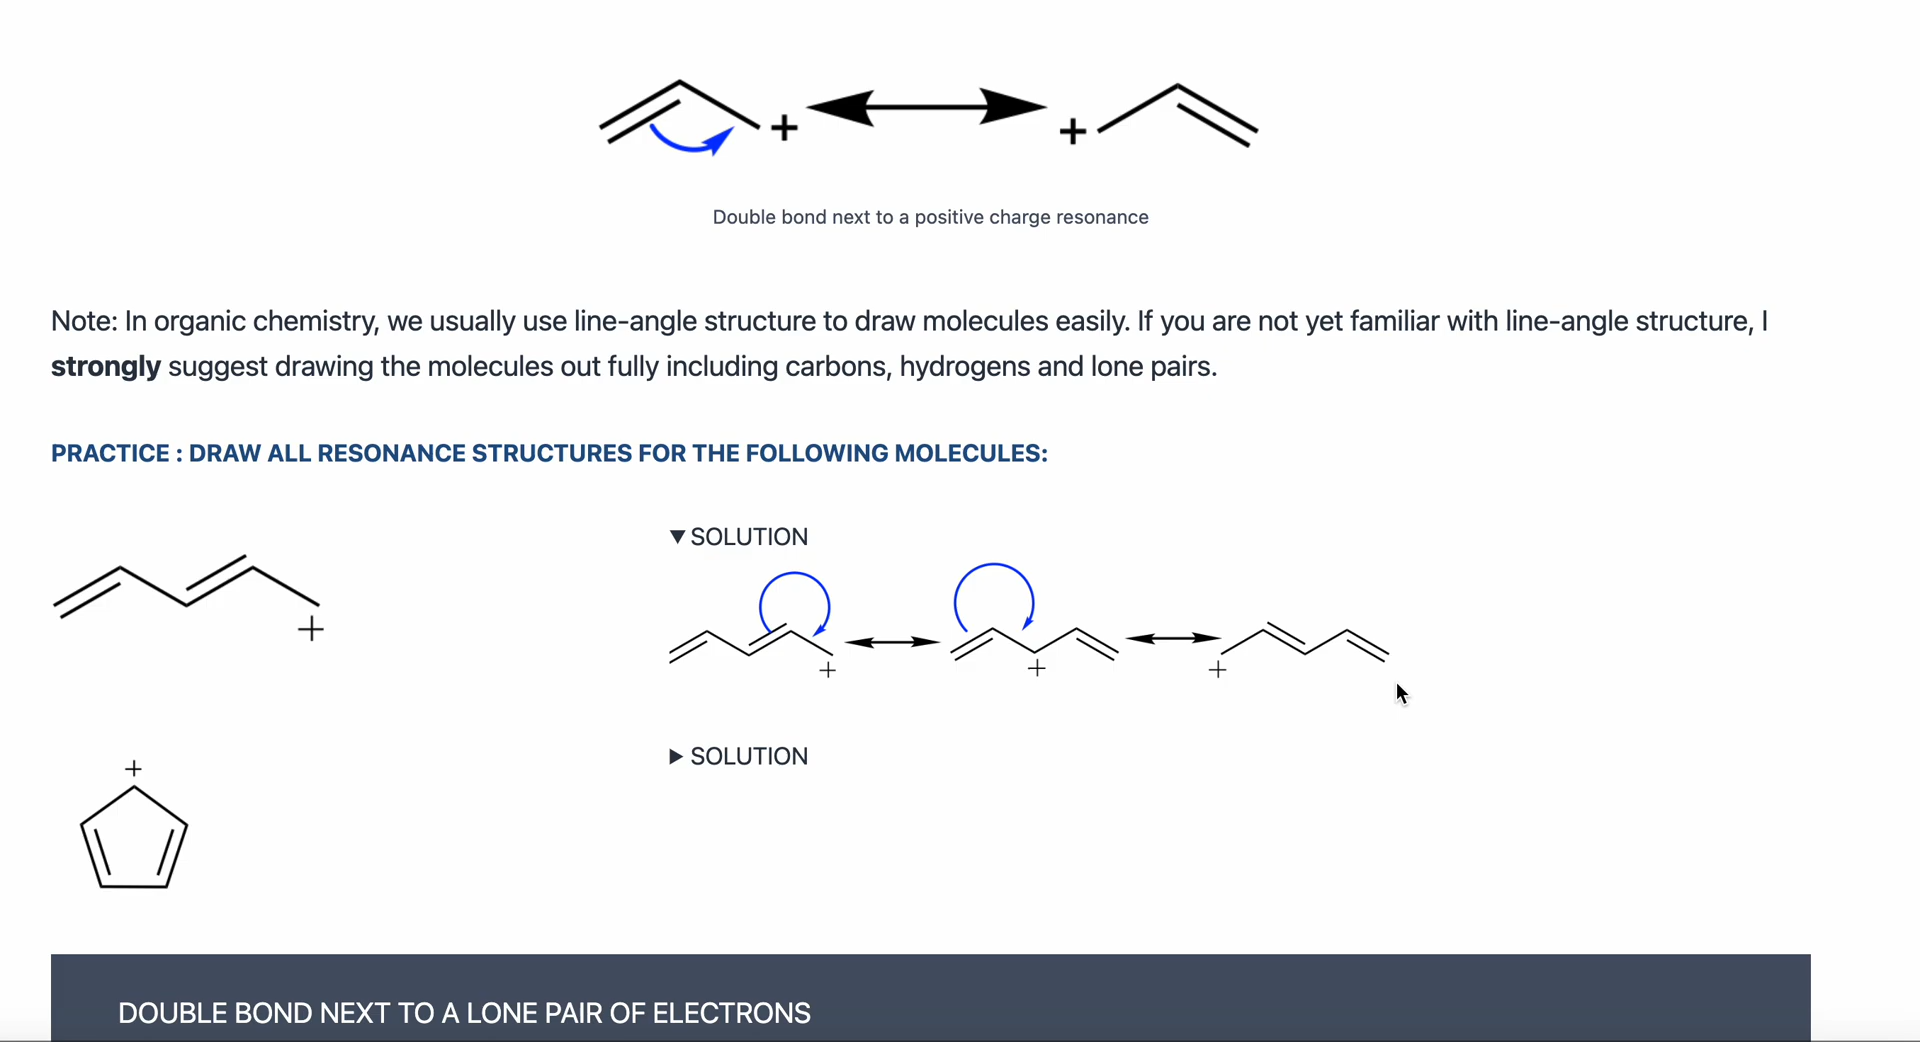 +
+
Double bond next to a positive charge resonance
Note: In organic chemistry, we usually use line-angle structure to draw molecules easily. If you are not yet familiar with line-angle structure, I
strongly suggest drawing the molecules out fully including carbons, hydrogens and lone pairs.
PRACTICE : DRAW ALL RESONANCE STRUCTURES FOR THE FOLLOWING MOLECULES:
▼ SOLUTION
+
+
+
+
▶ SOLUTION
+
DOUBLE BOND NEXT TO A LONE PAIR OF ELECTRONS